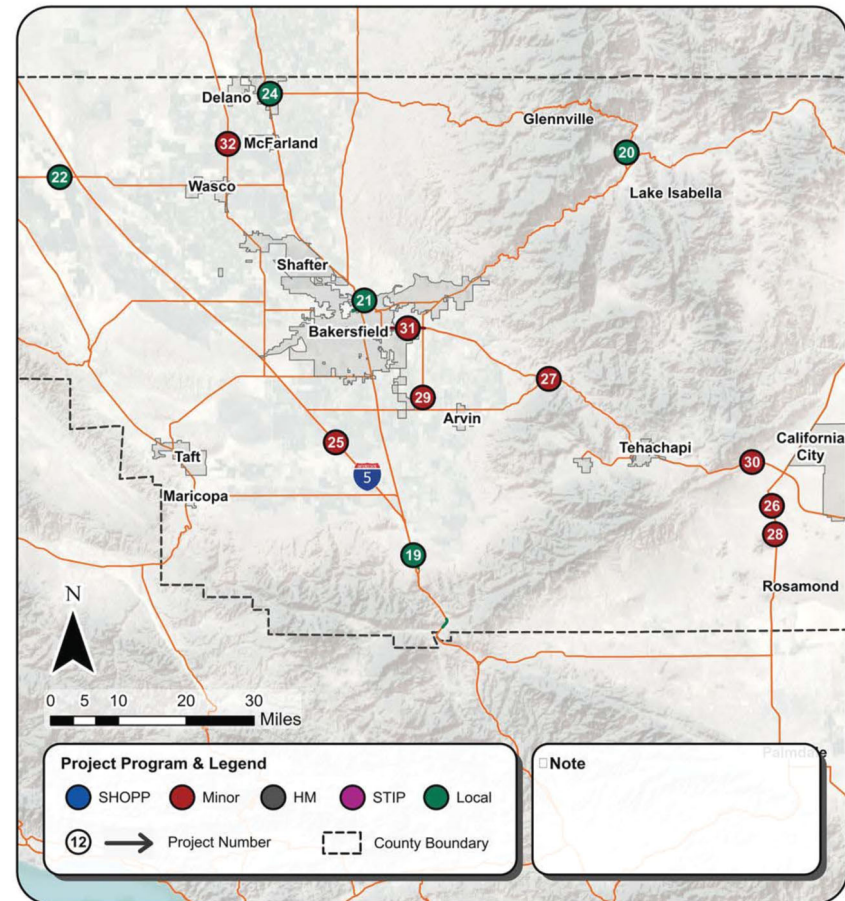 24
Delano
Glennville
32
McFarland
20
22
Wasco
Lake Isabella
Shafter
21
Bakersfield
31
27
29
Arvin
25
Tehachapi
California
City
Taft
30
5
Maricopa
26
28
19
Rosamond
N
0 5 10 20 30
Miles
Palmdale
Project Program & Legend
SHOPP
Minor
HM
STIP
Local
12
Project Number
County Boundary
Note